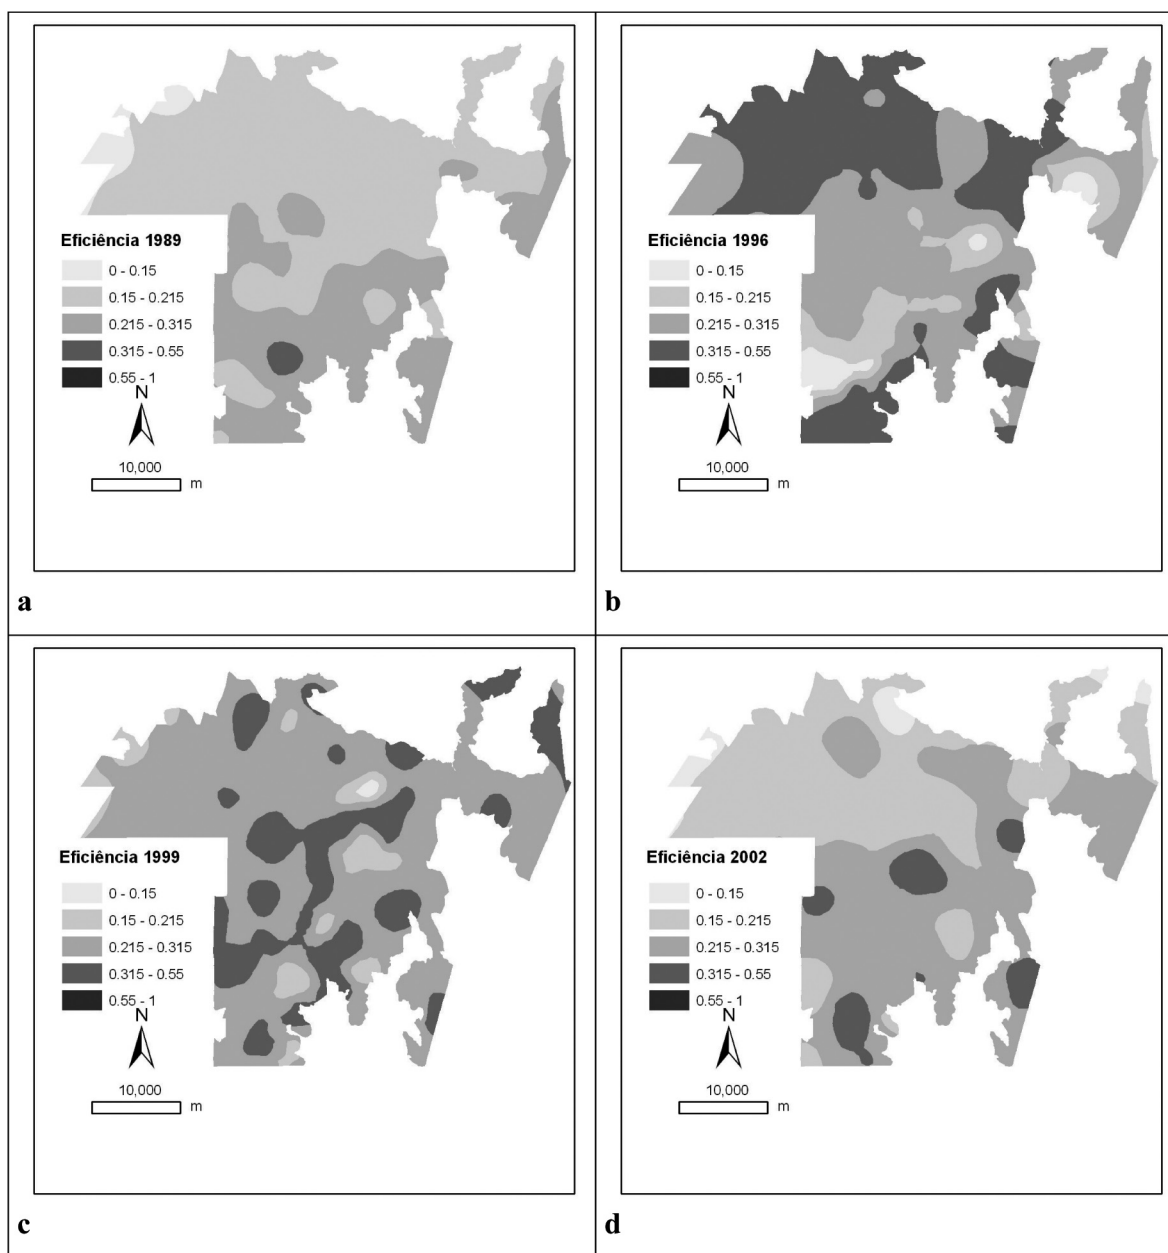 Eficiência 1989
0 - 0.15
0.15 - 0.215
0.215 - 0.315
0.315 - 0.55
0.55 - 1
N
10,000
m
a
Eficiência 1996
0 - 0.15
0.15 - 0.215
0.215 - 0.315
0.315 - 0.55
0.55 - 1
N
10,000
m
b
Eficiência 1999
0 - 0.15
0.15 - 0.215
0.215 - 0.315
0.315 - 0.55
0.55 - 1
N
10,000
m
c
Eficiência 2002
0 - 0.15
0.15 - 0.215
0.215 - 0.315
0.315 - 0.55
0.55 - 1
N
10,000
m
d